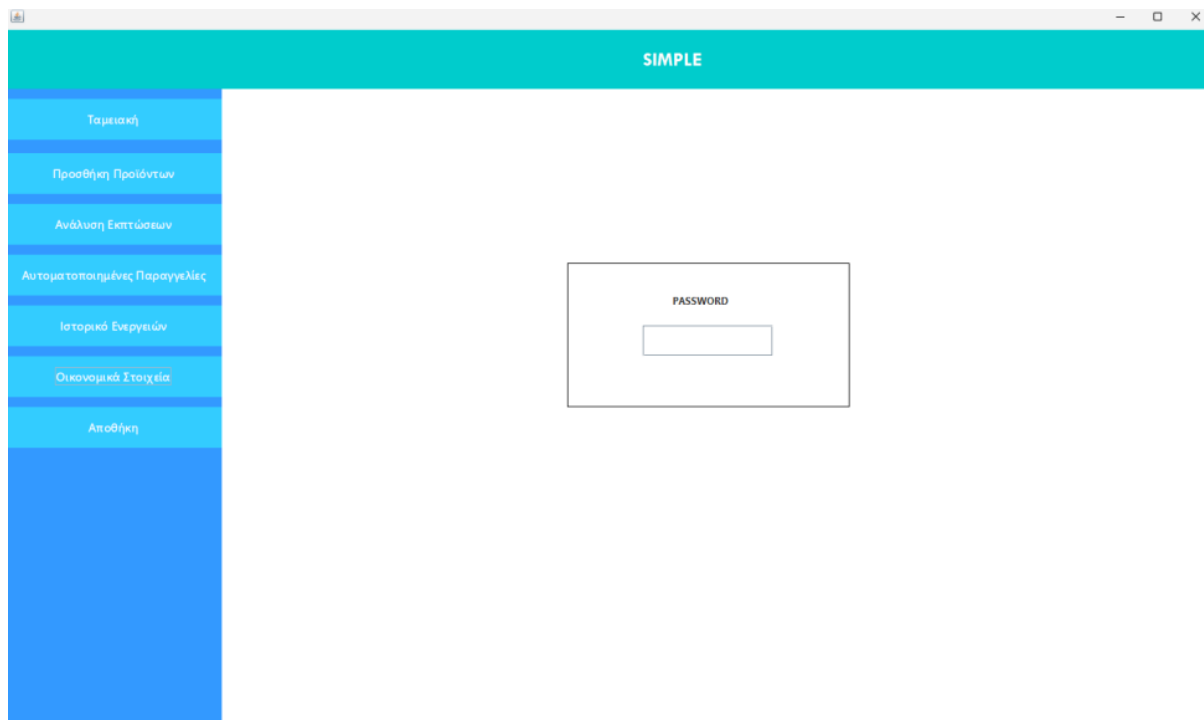 SIMPLE
Ταμειακή
Προσθήκη Προϊόντων
Ανάλυση Εκπτώσεων
Αυτοματοποιημένες Παραγγελίες
Ιστορικό Ενεργειών
Οικονομικά Στοιχεία
Αποθήκη
PASSWORD